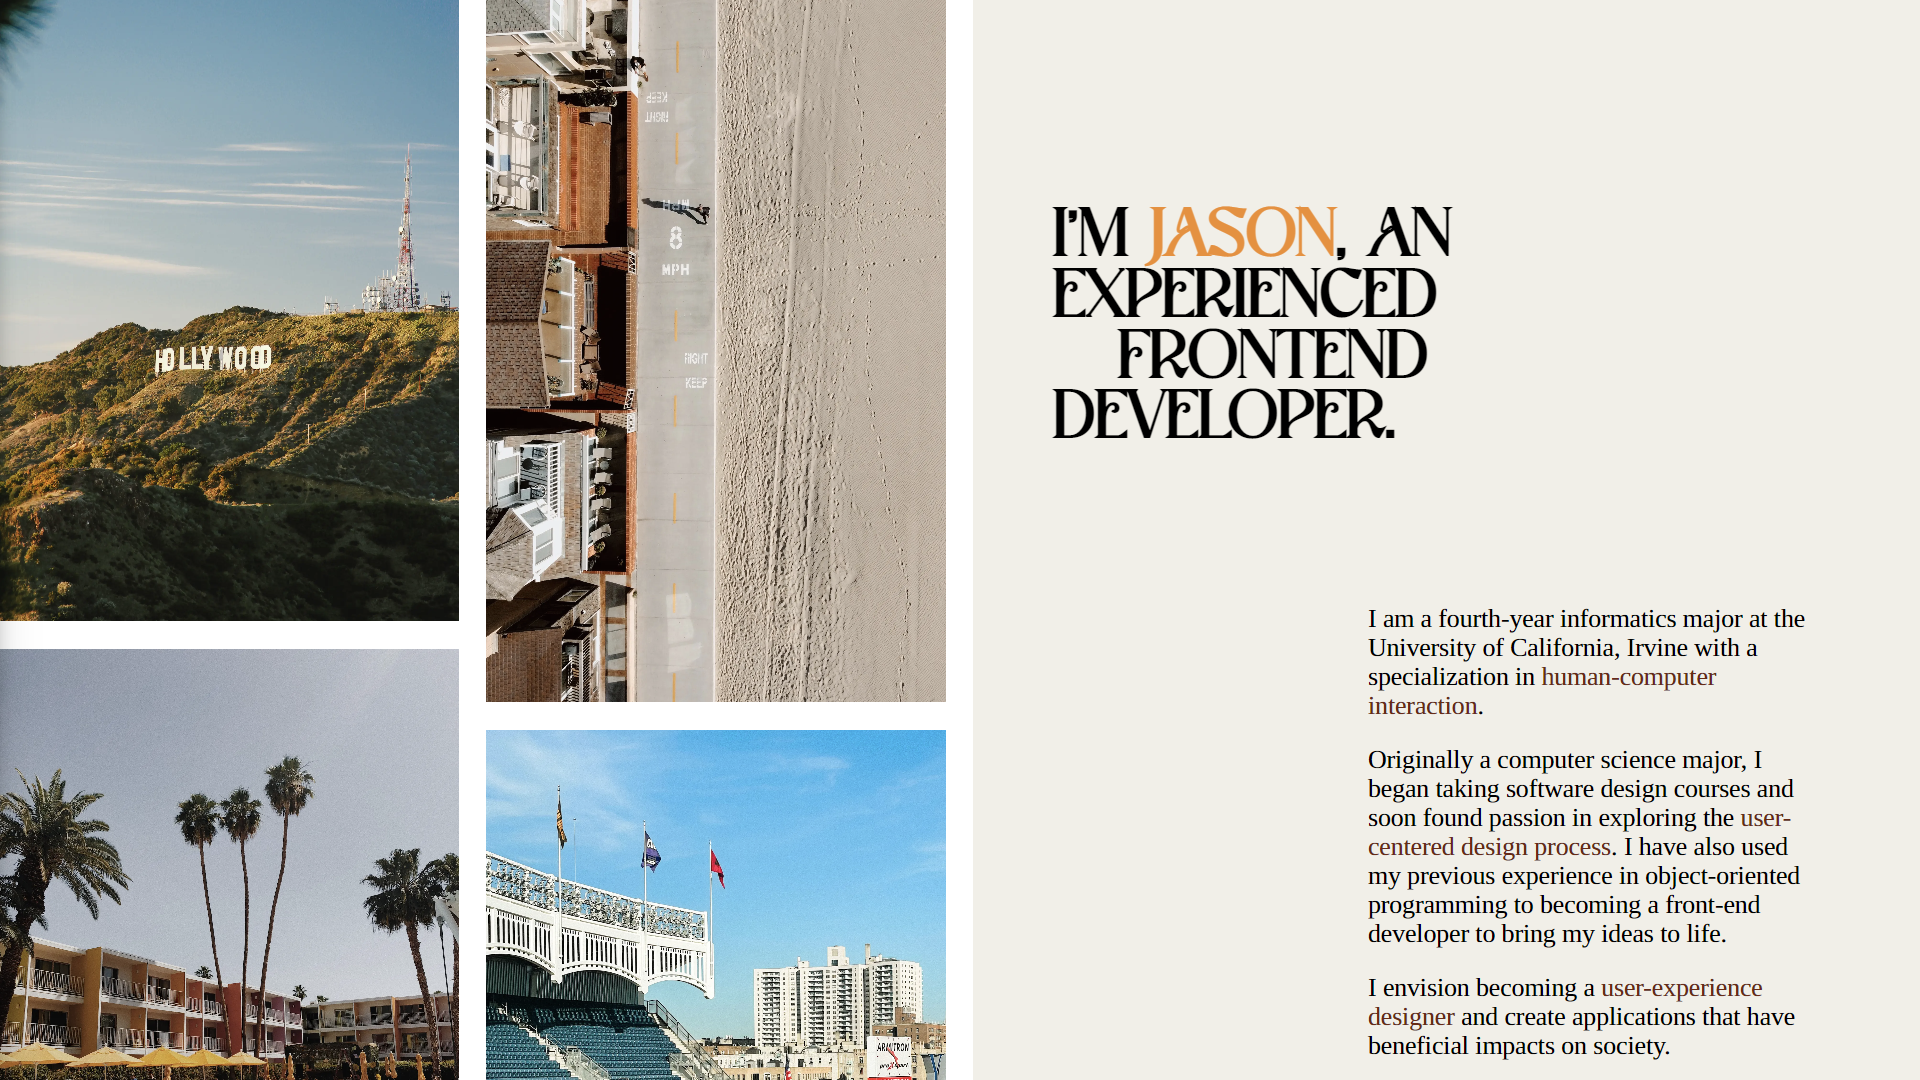 HOLLYWOOD
KEEP
RIGHT
MPH
8
MPH
RIGHT
KEEP
I'M JASON, AN
EXPERIENCED
FRONTEND
DEVELOPER.
I am a fourth-year informatics major at the
University of California, Irvine with a
specialization in human-computer
interaction.
Originally a computer science major, I
began taking software design courses and
soon found passion in exploring the user-
centered design process. I have also used
my previous experience in object-oriented
programming to becoming a front-end
developer to bring my ideas to life.
I envision becoming a user-experience
designer and create applications that have
beneficial impacts on society.